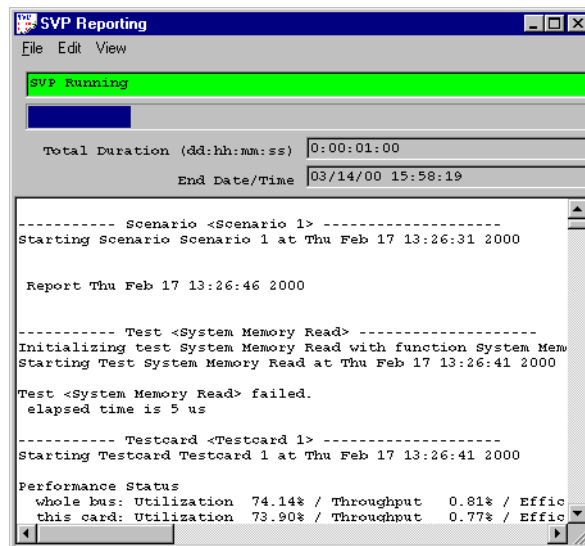 SVP Reporting
File Edit View
SVP Running
Total Duration (dd:hh:mm:ss) 0:00:01:00
End Date/Time 03/14/00 15:58:19
----------- Scenario <Scenario 1> -------------------
Starting Scenario Scenario 1 at Thu Feb 17 13:26:31 2000
Report Thu Feb 17 13:26:46 2000
----------- Test <System Memory Read> -------------------
Initializing test System Memory Read with function System Mem
Starting Test System Memory Read at Thu Feb 17 13:26:41 2000
Test <System Memory Read> failed.
elapsed time is 5 us
----------- Testcard <Testcard 1> -------------------
Starting Testcard Testcard 1 at Thu Feb 17 13:26:41 2000
Performance Status
whole bus: Utilization 74.14% / Throughput 0.81% / Effic
this card: Utilization 73.90% / Throughput 0.77% / Effic